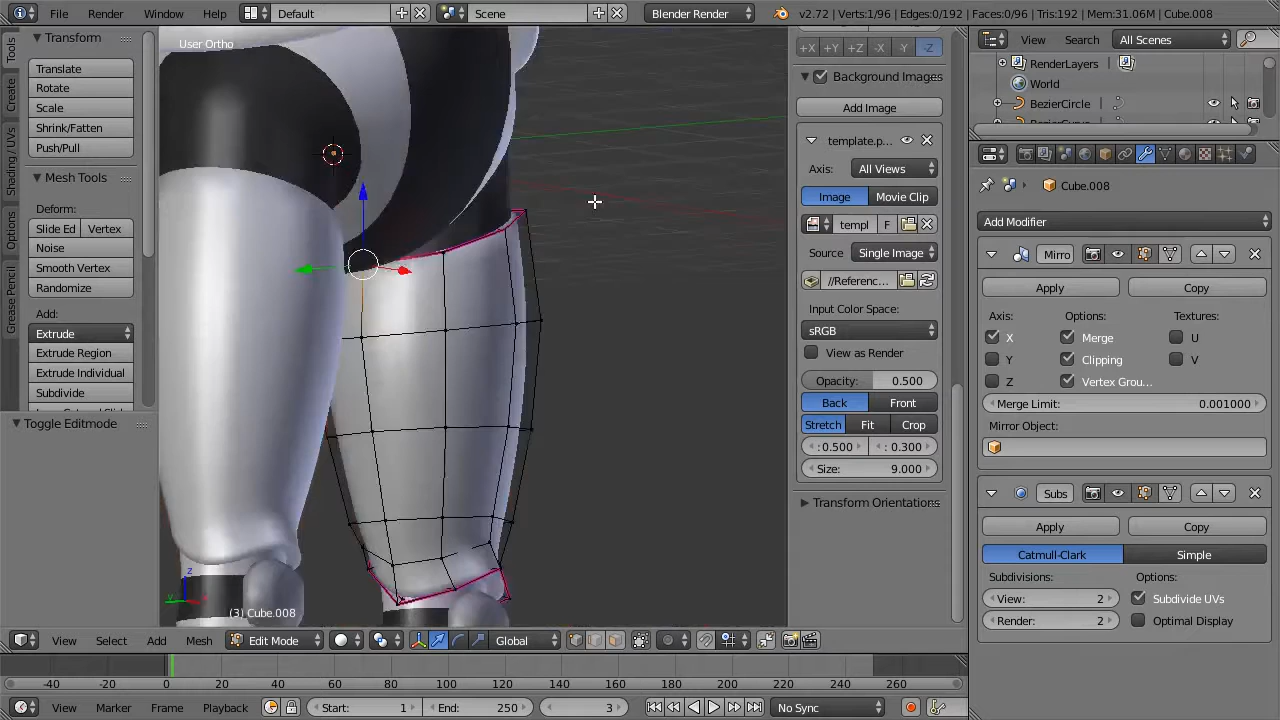 File Render Window Help Default Scene Blender Render v2.72 | Verts:1/96 | Edges:0/192 | Faces:0/96 | Tris:192 | Mem:31.06M | Cube.008
Tools
Create
Shading / UVs
Options
Grease Pencil
Transform
Translate
Rotate
Scale
Shrink/Fatten
Push/Pull
Mesh Tools
Deform:
Slide Ed Vertex
Noise
Smooth Vertex
Randomize
Add:
Extrude
Extrude Region
Extrude Individual
Subdivide
Toggle Editmode
User Ortho
z
y
(3) Cube.008
+X +Y +Z -X -Y -Z
Background Images
Add Image
template.p...
Axis: All Views
Image Movie Clip
templ F
Source Single Image
//Referenc...
Input Color Space:
sRGB
View as Render
Opacity: 0.500
Back Front
Stretch Fit Crop
: 0.500 : 0.300
Size: 9.000
Transform Orientations
View Search All Scenes
RenderLayers
World
BezierCircle
Cube.008
Add Modifier
Mirro
Apply Copy
Axis: Options: Textures:
X Merge U
Y Clipping V
Z Vertex Grou...
Merge Limit: 0.001000
Mirror Object:
Subs
Apply Copy
Catmull-Clark Simple
Subdivisions: Options:
View: 2 Subdivide UVs
Render: 2 Optimal Display
View Select Add Mesh Edit Mode Global
-40 -20 0 20 40 60 80 100 120 140 160 180 200 220 240 260
View Marker Frame Playback Start: 1 End: 250 3 No Sync